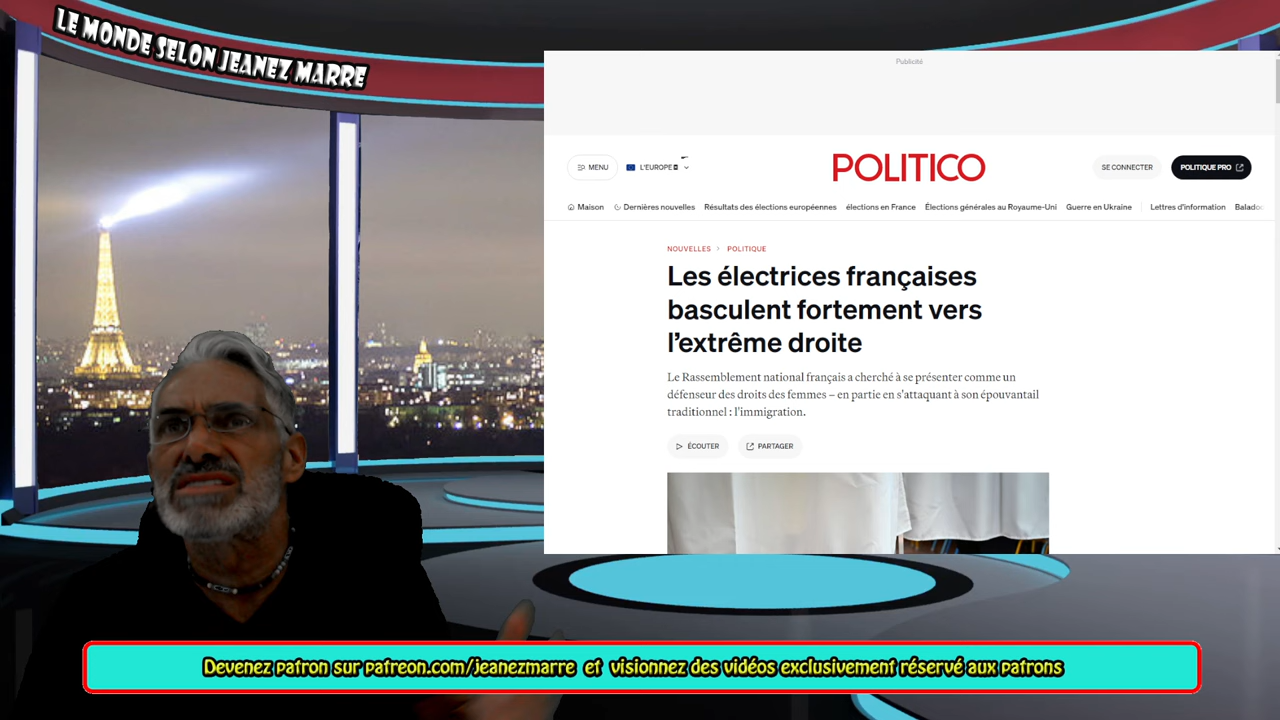 LE MONDE SELON JEANEZ MARRE
Publicité
MENU
L'EUROPE
POLITICO
SE CONNECTER
POLITIQUE PRO
Maison
Dernières nouvelles
Résultats des élections européennes
élections en France
Élections générales au Royaume-Uni
Guerre en Ukraine
Lettres d'information
NOUVELLES > POLITIQUE
Les électrices françaises
basculent fortement vers
l'extrême droite
Le Rassemblement national français a cherché à se présenter comme un
défenseur des droits des femmes – en partie en s'attaquant à son épouvantail
traditionnel : l'immigration.
ÉCOUTER
PARTAGER
Devenez patron sur patreon.com/jeanezmarre et visionnez des vidéos exclusivement réservé aux patrons